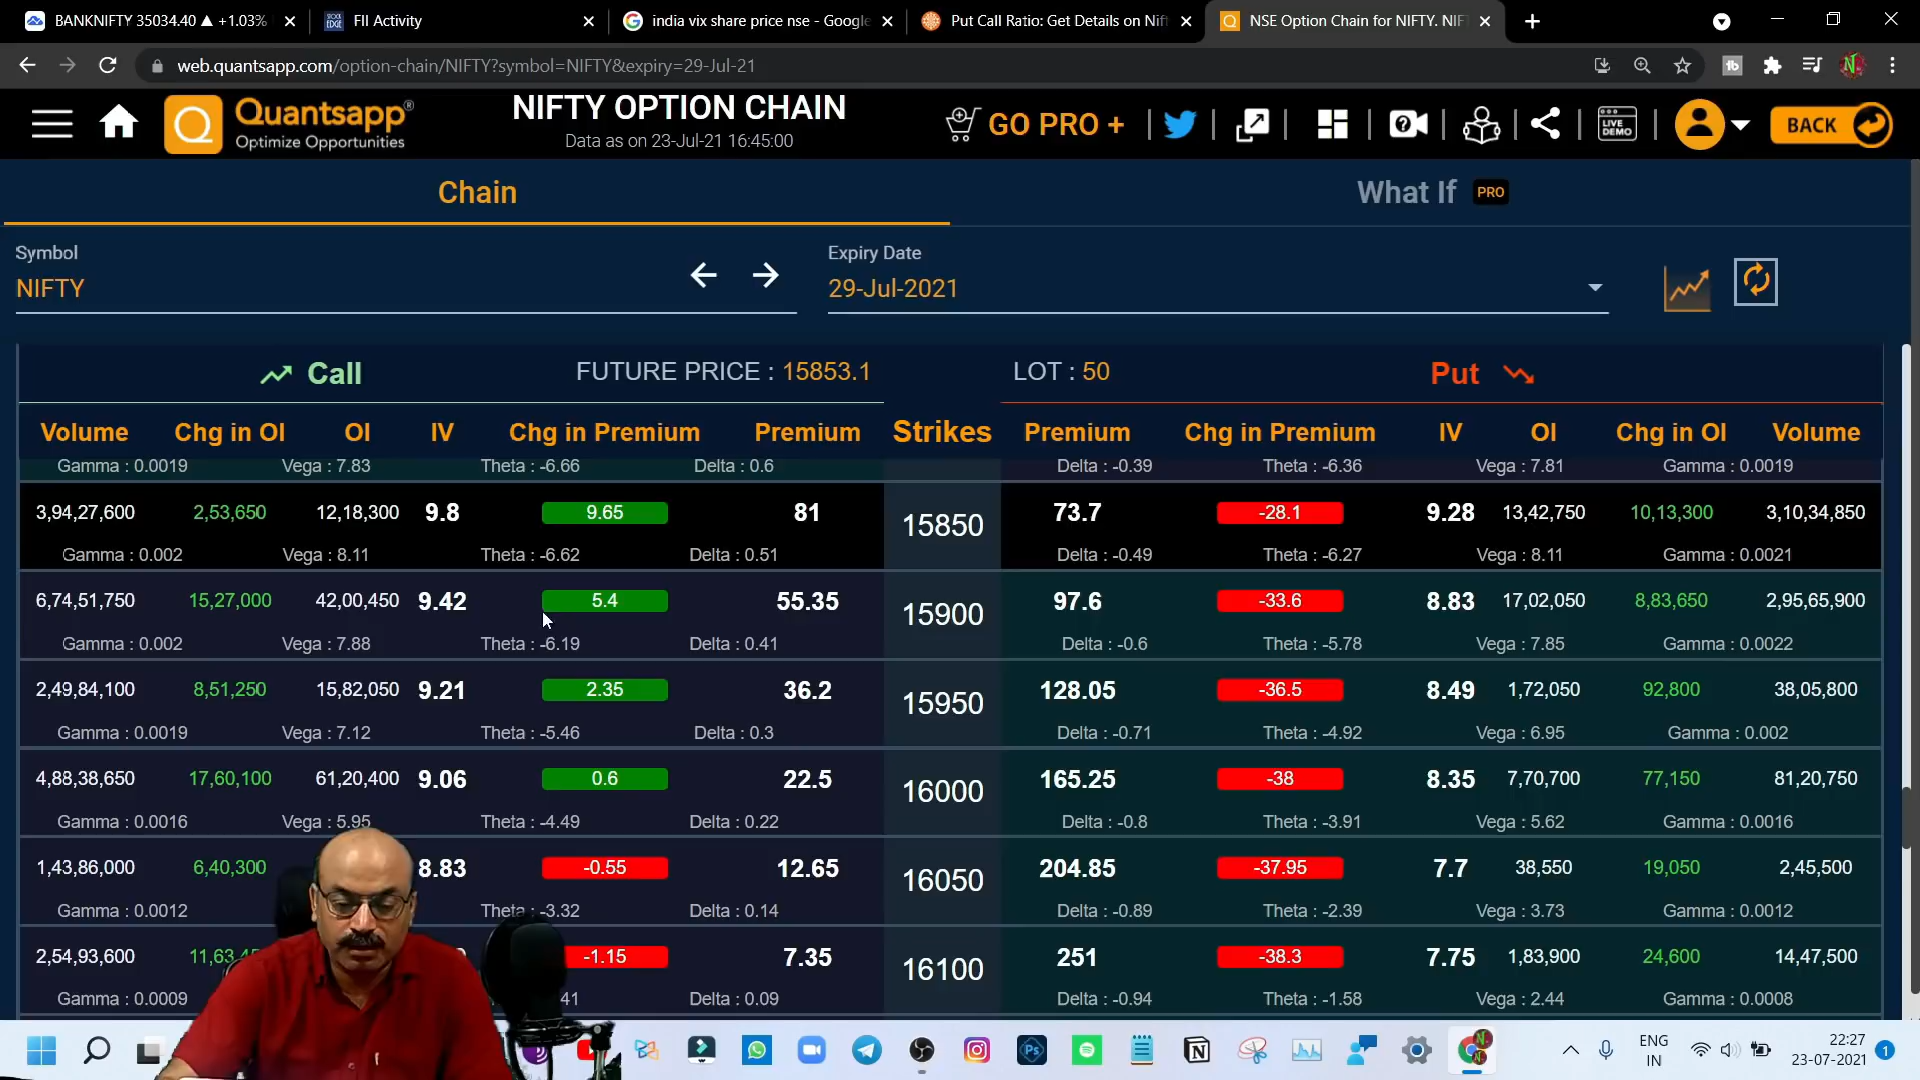 BANKNIFTY 35034.40 ▲ +1.03%
FII Activity
india vix share price nse - Google
Put Call Ratio: Get Details on Nift
NSE Option Chain for NIFTY. NIF
web.quantsapp.com/option-chain/NIFTY?symbol=NIFTY&expiry=29-Jul-21
Quantsapp®
Optimize Opportunities
NIFTY OPTION CHAIN
Data as on 23-Jul-21 16:45:00
GO PRO +
LIVE DEMO
BACK
Chain
What If PRO
Symbol
NIFTY
Expiry Date
29-Jul-2021
Call FUTURE PRICE : 15853.1 LOT : 50 Put
Volume Chg in OI OI IV Chg in Premium Premium Strikes Premium Chg in Premium IV OI Chg in OI Volume
Gamma : 0.0019 Vega : 7.83 Theta : -6.66 Delta : 0.6 Delta : -0.39 Theta : -6.36 Vega : 7.81 Gamma : 0.0019
3,94,27,600 2,53,650 12,18,300 9.8 9.65 81 15850 73.7 -28.1 9.28 13,42,750 10,13,300 3,10,34,850
Gamma : 0.002 Vega : 8.11 Theta : -6.62 Delta : 0.51 Delta : -0.49 Theta : -6.27 Vega : 8.11 Gamma : 0.0021
6,74,51,750 15,27,000 42,00,450 9.42 5.4 55.35 15900 97.6 -33.6 8.83 17,02,050 8,83,650 2,95,65,900
Gamma : 0.002 Vega : 7.88 Theta : -6.19 Delta : 0.41 Delta : -0.6 Theta : -5.78 Vega : 7.85 Gamma : 0.0022
2,49,84,100 8,51,250 15,82,050 9.21 2.35 36.2 15950 128.05 -36.5 8.49 1,72,050 92,800 38,05,800
Gamma : 0.0019 Vega : 7.12 Theta : -5.46 Delta : 0.3 Delta : -0.71 Theta : -4.92 Vega : 6.95 Gamma : 0.002
4,88,38,650 17,60,100 61,20,400 9.06 0.6 22.5 16000 165.25 -38 8.35 7,70,700 77,150 81,20,750
Gamma : 0.0016 Vega : 5.95 Theta : -4.49 Delta : 0.22 Delta : -0.8 Theta : -3.91 Vega : 5.62 Gamma : 0.0016
1,43,86,000 6,40,300 8.83 -0.55 12.65 16050 204.85 -37.95 7.7 38,550 19,050 2,45,500
Gamma : 0.0012 Theta : -3.32 Delta : 0.14 Delta : -0.89 Theta : -2.39 Vega : 3.73 Gamma : 0.0012
2,54,93,600 11,63, -1.15 7.35 16100 251 -38.3 7.75 1,83,900 24,600 14,47,500
Gamma : 0.0009 41 Delta : 0.09 Delta : -0.94 Theta : -1.58 Vega : 2.44 Gamma : 0.0008
ENG
IN
22:27
23-07-2021
1